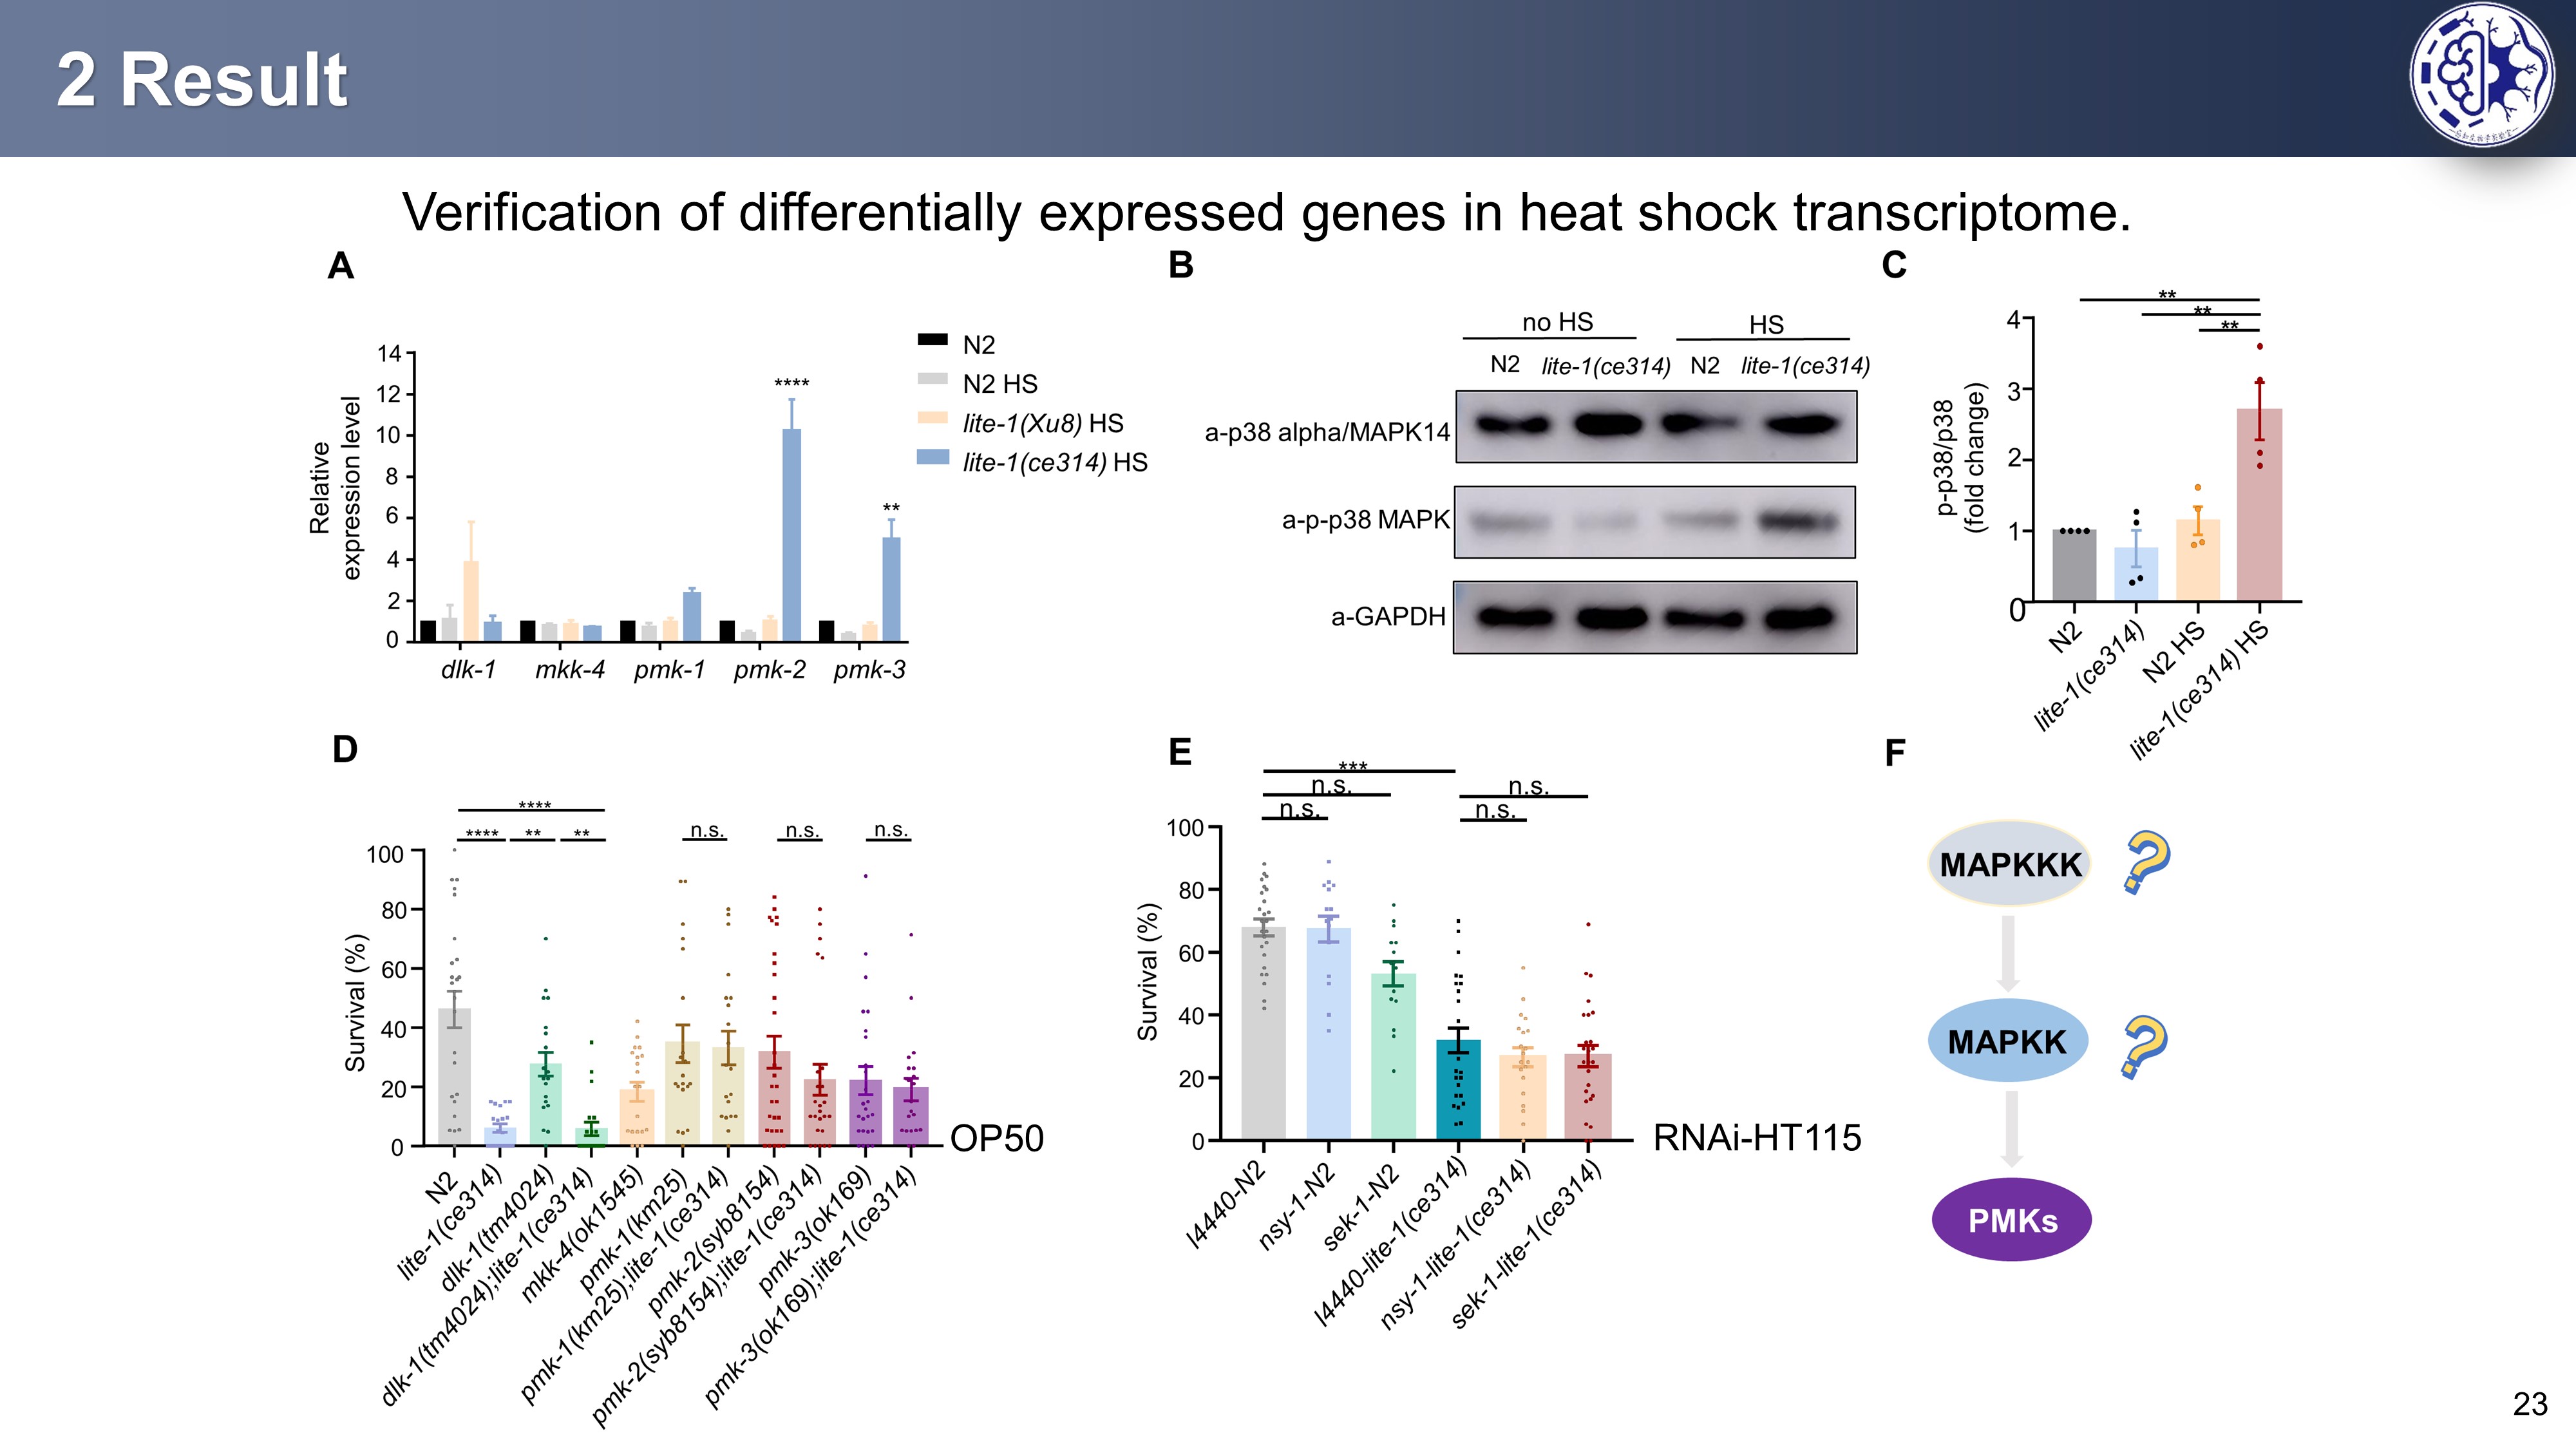 2 Result
Verification of differentially expressed genes in heat shock transcriptome.
A
Relative
expression level
14
12
10
8
6
4
2
0
****
**
dlk-1
mkk-4
pmk-1
pmk-2
pmk-3
N2
N2 HS
lite-1(Xu8) HS
lite-1(ce314) HS
B
no HS
HS
N2
lite-1(ce314)
N2
lite-1(ce314)
a-p38 alpha/MAPK14
a-p-p38 MAPK
a-GAPDH
C
**
**
**
p-p38/p38
(fold change)
4
3
2
1
0
N2
lite-1(ce314)
N2 HS
lite-1(ce314) HS
D
****
****
**
**
n.s.
n.s.
n.s.
Survival (%)
100
80
60
40
20
0
N2
lite-1(ce314)
dlk-1(tm4024)
dlk-1(tm4024);lite-1(ce314)
mkk-4(ok1545)
pmk-1(km25)
pmk-1(km25);lite-1(ce314)
pmk-2(syb8154)
pmk-2(syb8154);lite-1(ce314)
pmk-3(ok169)
pmk-3(ok169);lite-1(ce314)
OP50
E
***
n.s.
n.s.
n.s.
n.s.
Survival (%)
100
80
60
40
20
0
l4440-N2
nsy-1-N2
sek-1-N2
l4440-lite-1(ce314)
nsy-1-lite-1(ce314)
sek-1-lite-1(ce314)
RNAi-HT115
F
MAPKKK
?
MAPKK
?
PMKs
23